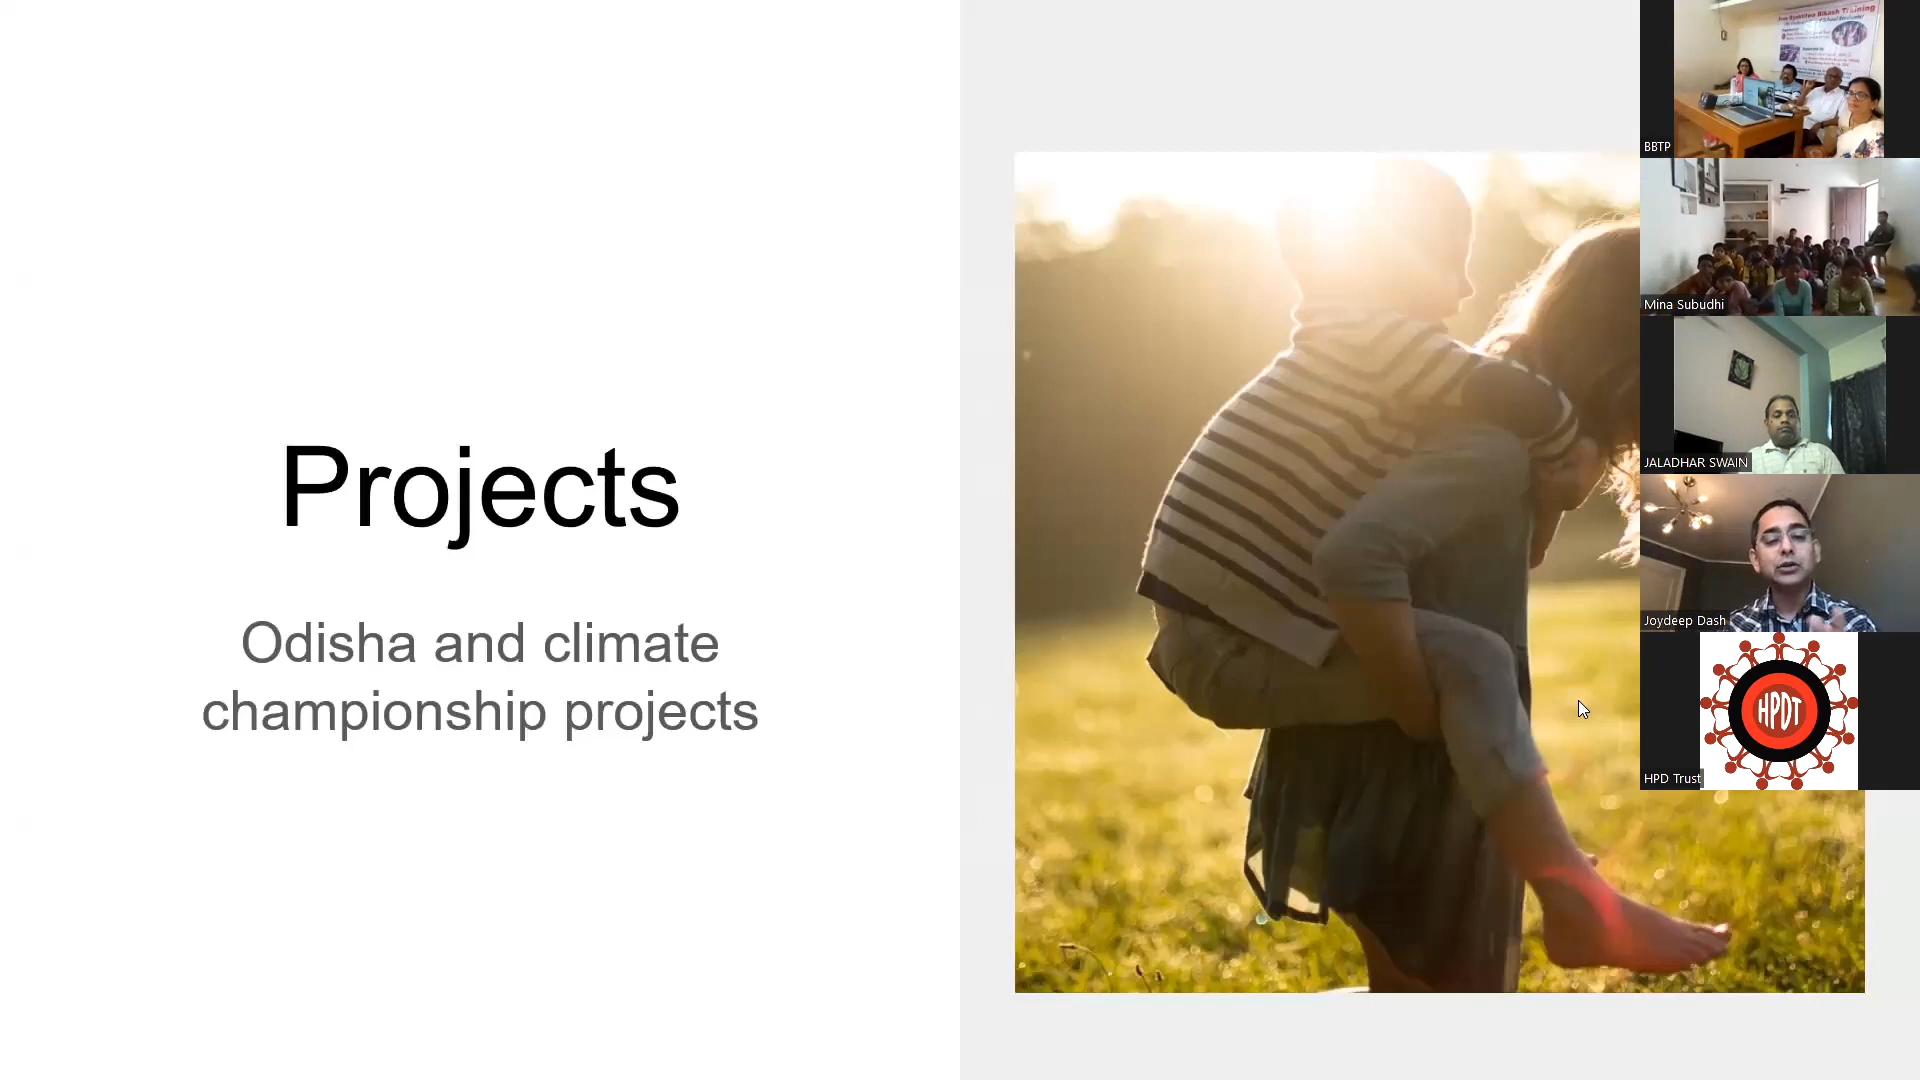 Projects
Odisha and climate
championship projects
BBTP
Mina Subudhi
JALADHAR SWAIN
Joydeep Dash
HPDT
HPD Trust